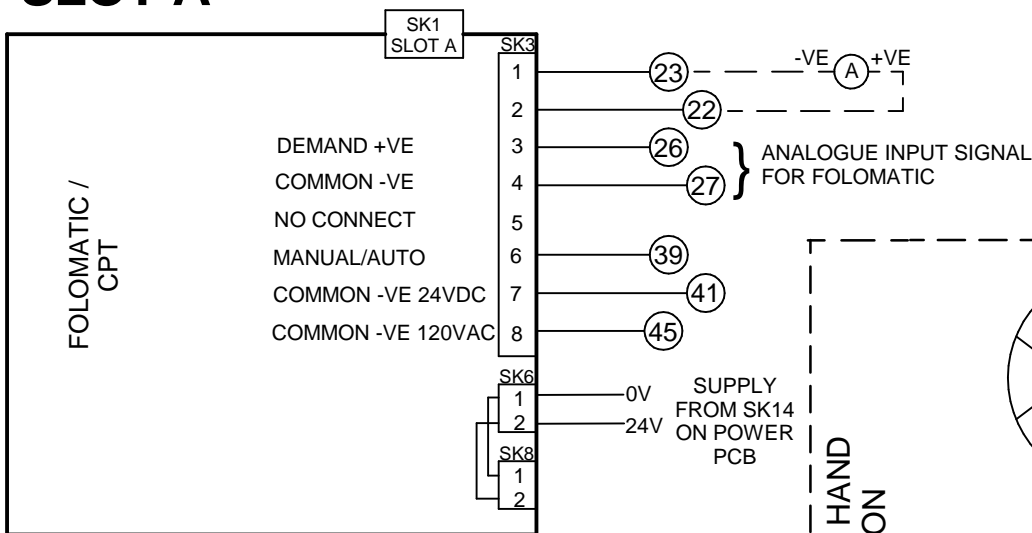 SK1
SLOT A
SK3
1
23
-VE
A
+VE
2
22
DEMAND +VE
3
26
ANALOGUE INPUT SIGNAL
FOR FOLOMATIC
COMMON -VE
4
27
NO CONNECT
5
MANUAL/AUTO
6
39
COMMON -VE 24VDC
7
41
COMMON -VE 120VAC
8
45
FOLOMATIC /
CPT
SK6
1
0V
2
24V
SUPPLY
FROM SK14
ON POWER
PCB
SK8
1
2
HAND
ON